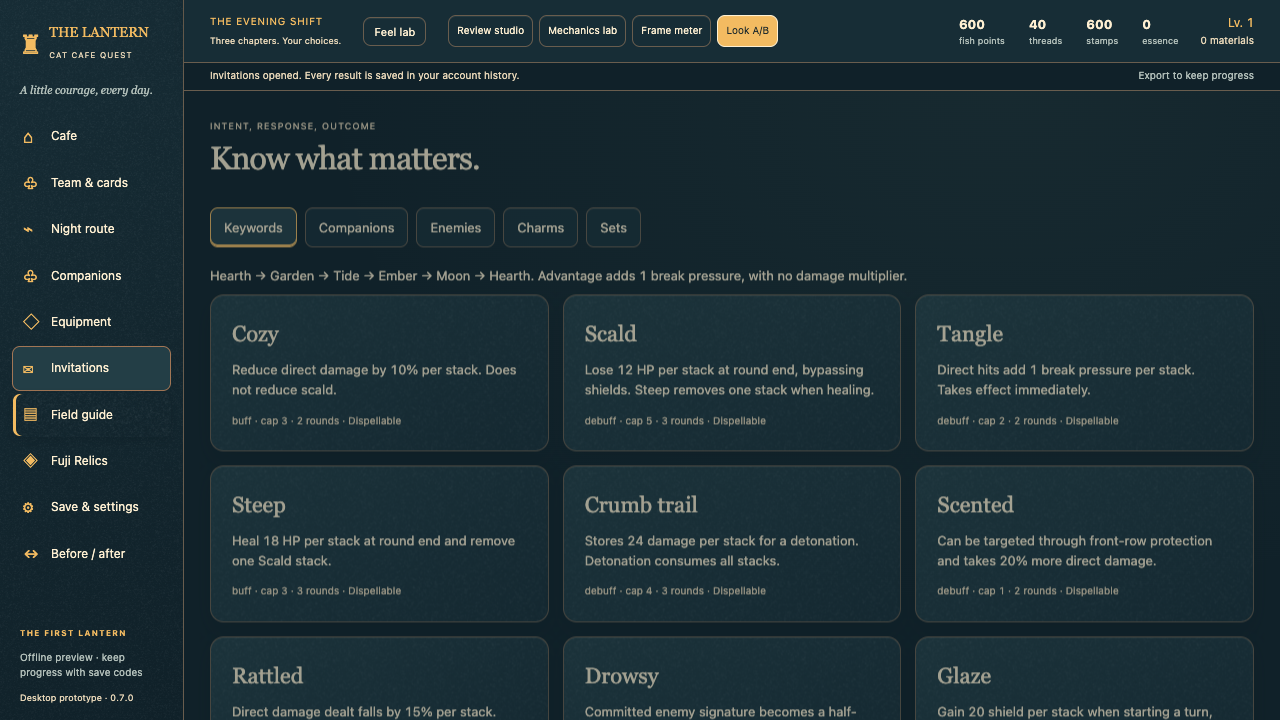 THE LANTERN
CAT CAFE QUEST
A little courage, every day.
Cafe
Team & cards
Night route
Companions
Equipment
Invitations
Field guide
Fuji Relics
Save & settings
Before / after
THE FIRST LANTERN
Offline preview · keep
progress with save codes
Desktop prototype · 0.7.0
THE EVENING SHIFT
Three chapters. Your choices.
Feel lab
Review studio
Mechanics lab
Frame meter
Look A/B
600
fish points
40
threads
600
stamps
0
essence
Lv. 1
0 materials
Invitations opened. Every result is saved in your account history.
Export to keep progress
INTENT, RESPONSE, OUTCOME
Know what matters.
Keywords
Companions
Enemies
Charms
Sets
Hearth → Garden → Tide → Ember → Moon → Hearth. Advantage adds 1 break pressure, with no damage multiplier.
Cozy
Reduce direct damage by 10% per stack. Does
not reduce scald.
buff · cap 3 · 2 rounds · Dispellable
Scald
Lose 12 HP per stack at round end, bypassing
shields. Steep removes one stack when healing.
debuff · cap 5 · 3 rounds · Dispellable
Tangle
Direct hits add 1 break pressure per stack.
Takes effect immediately.
debuff · cap 2 · 2 rounds · Dispellable
Steep
Heal 18 HP per stack at round end and remove
one Scald stack.
buff · cap 3 · 3 rounds · Dispellable
Crumb trail
Stores 24 damage per stack for a detonation.
Detonation consumes all stacks.
debuff · cap 4 · 3 rounds · Dispellable
Scented
Can be targeted through front-row protection
and takes 20% more direct damage.
debuff · cap 1 · 2 rounds · Dispellable
Rattled
Direct damage dealt falls by 15% per stack.
Drowsy
Committed enemy signature becomes a half-
Glaze
Gain 20 shield per stack when starting a turn,